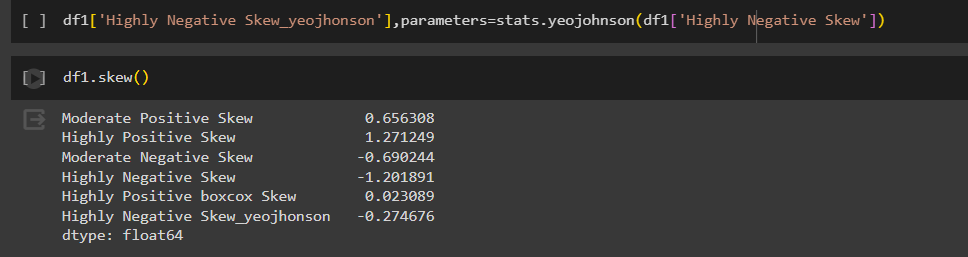 [ ] df1['Highly Negative Skew_yeojhonson'],parameters=stats.yeojohnson(df1['Highly Negative Skew'])
[ ] df1.skew()
Moderate Positive Skew 0.656308
Highly Positive Skew 1.271249
Moderate Negative Skew -0.690244
Highly Negative Skew -1.201891
Highly Positive boxcox Skew 0.023089
Highly Negative Skew_yeojhonson -0.274676
dtype: float64